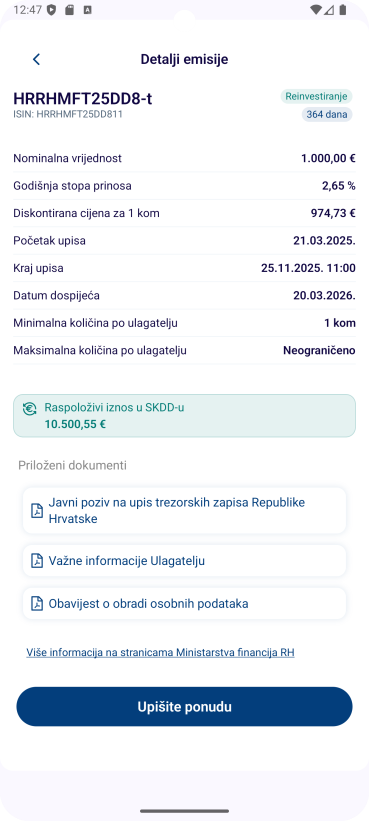 12:47
Detalji emisije
HRRHMFT25DD8-t
Reinvestiranje
ISIN: HRRHMFT25DD811
364 dana
Nominalna vrijednost 1.000,00 €
Godišnja stopa prinosa 2,65 %
Diskontirana cijena za 1 kom 974,73 €
Početak upisa 21.03.2025.
Kraj upisa 25.11.2025. 11:00
Datum dospijeća 20.03.2026.
Minimalna količina po ulagatelju 1 kom
Maksimalna količina po ulagatelju Neograničeno
Raspoloživi iznos u SKDD-u
10.500,55 €
Priloženi dokumenti
Javni poziv na upis trezorskih zapisa Republike
Hrvatske
Važne informacije Ulagatelju
Obavijest o obradi osobnih podataka
Više informacija na stranicama Ministarstva financija RH
Upišite ponudu